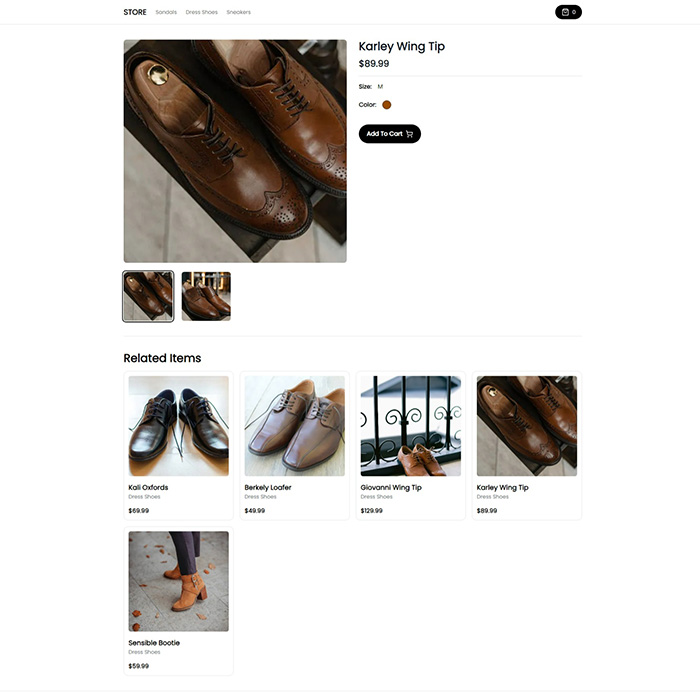 STORE Sandals Dress Shoes Sneakers 0
Karley Wing Tip
$89.99
Size: M
Color:
Add To Cart
Related Items
Kali Oxfords
Dress Shoes
$69.99
Berkely Loafer
Dress Shoes
$49.99
Giovanni Wing Tip
Dress Shoes
$129.99
Karley Wing Tip
Dress Shoes
$89.99
Sensible Bootie
Dress Shoes
$59.99